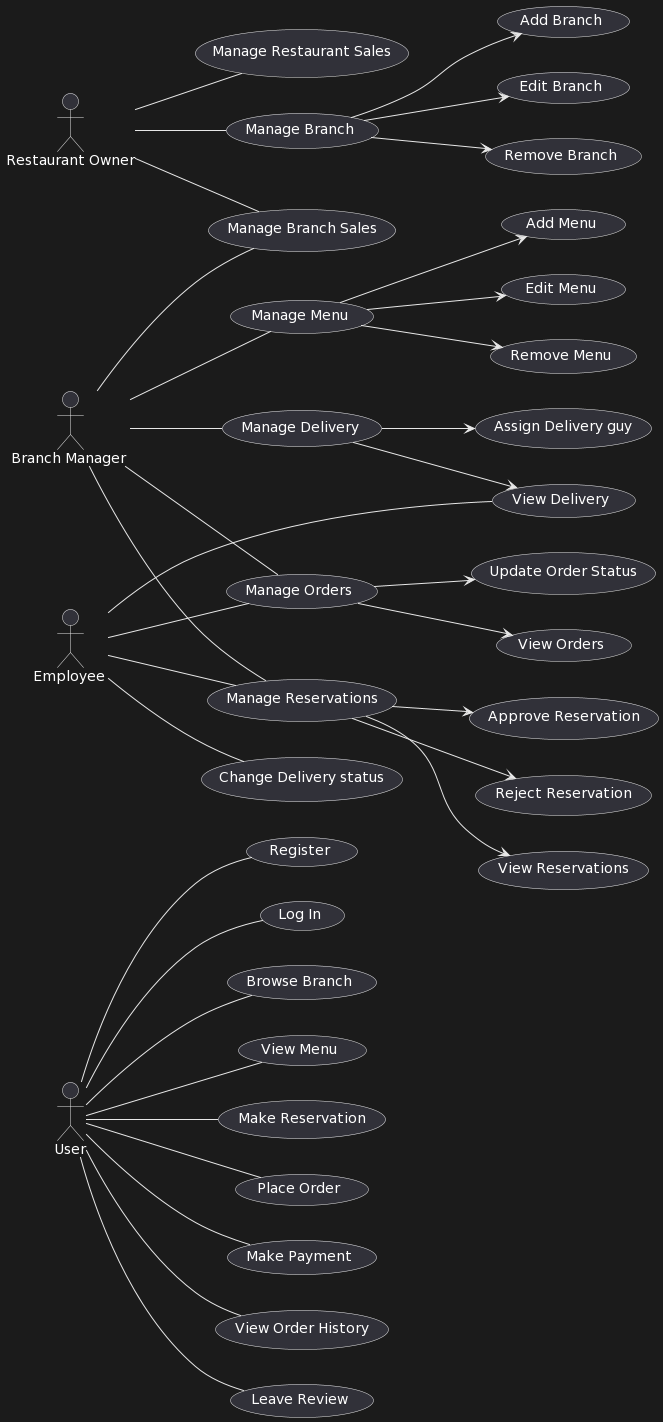 Add Branch
Manage Restaurant Sales
Edit Branch
Manage Branch
Restaurant Owner
Remove Branch
Manage Branch Sales
Add Menu
Edit Menu
Manage Menu
Remove Menu
Manage Delivery
Assign Delivery guy
Branch Manager
View Delivery
Update Order Status
Manage Orders
View Orders
Employee
Manage Reservations
Approve Reservation
Change Delivery status
Reject Reservation
Register
View Reservations
Log In
Browse Branch
View Menu
Make Reservation
User
Place Order
Make Payment
View Order History
Leave Review